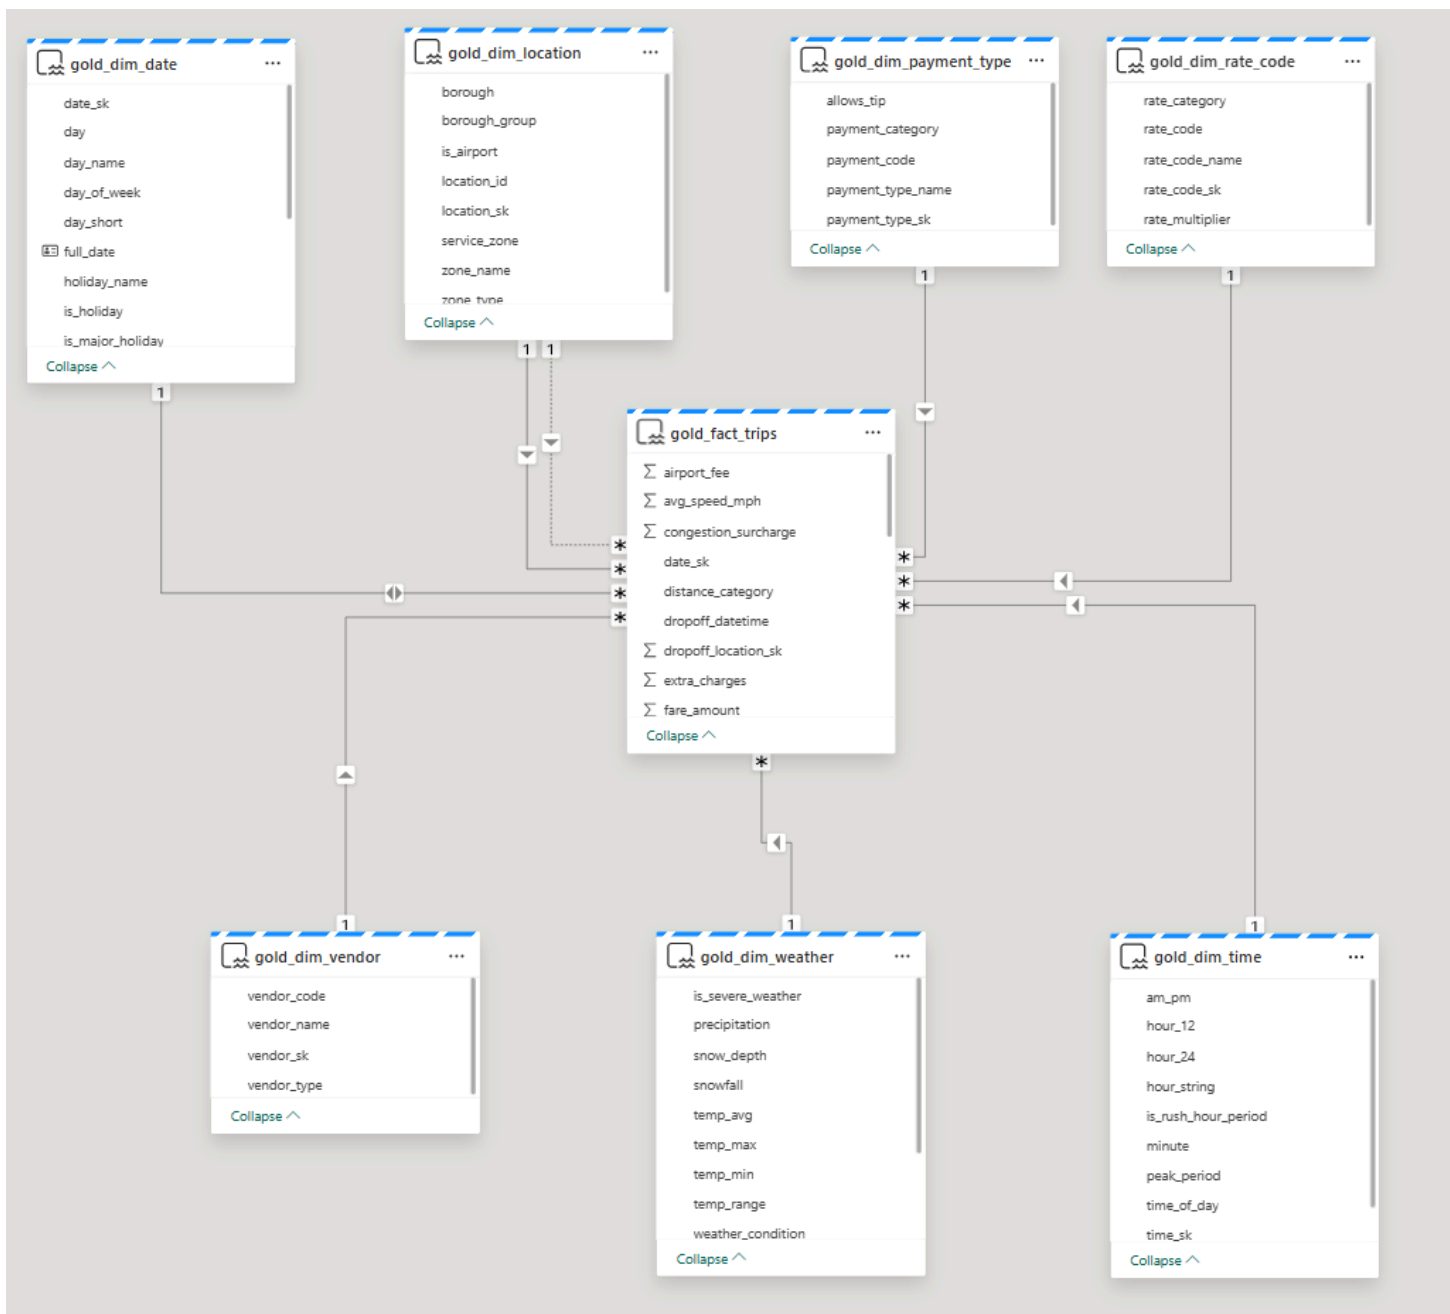 gold_dim_date ...
date_sk
day
day_name
day_of_week
day_short
full_date
holiday_name
is_holiday
is_major_holiday
Collapse
1
gold_dim_location ...
borough
borough_group
is_airport
location_id
location_sk
service_zone
zone_name
zone_type
Collapse
1 1
gold_dim_payment_type ...
allows_tip
payment_category
payment_code
payment_type_name
payment_type_sk
Collapse
1
gold_dim_rate_code ...
rate_category
rate_code
rate_code_name
rate_code_sk
rate_multiplier
Collapse
1
gold_fact_trips ...
Σ airport_fee
Σ avg_speed_mph
Σ congestion_surcharge
date_sk
distance_category
dropoff_datetime
Σ dropoff_location_sk
Σ extra_charges
Σ fare_amount
Collapse
*
*
*
*
*
*
*
*
1
gold_dim_vendor ...
vendor_code
vendor_name
vendor_sk
vendor_type
Collapse
1
gold_dim_weather ...
is_severe_weather
precipitation
snow_depth
snowfall
temp_avg
temp_max
temp_min
temp_range
weather_condition
Collapse
1
gold_dim_time ...
am_pm
hour_12
hour_24
hour_string
is_rush_hour_period
minute
peak_period
time_of_day
time_sk
Collapse